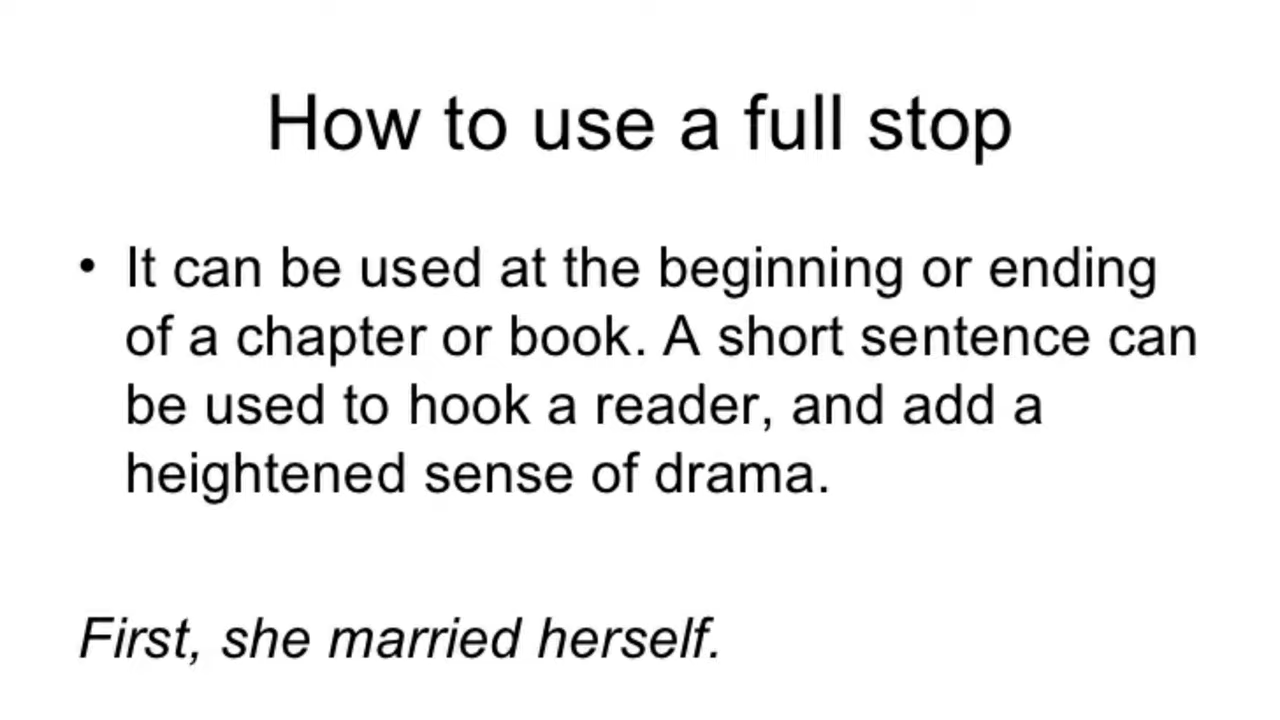 How to use a full stop
• It can be used at the beginning or ending
of a chapter or book. A short sentence can
be used to hook a reader, and add a
heightened sense of drama.
First, she married herself.